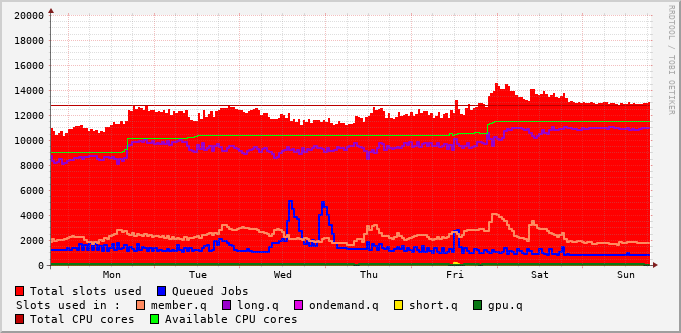 RRDTOOL / TOBI OETIKER
20000
18000
16000
14000
12000
10000
8000
6000
4000
2000
0
Mon Tue Wed Thu Fri Sat Sun
Total slots used Queued Jobs
Slots used in : member.q long.q ondemand.q short.q gpu.q
Total CPU cores Available CPU cores